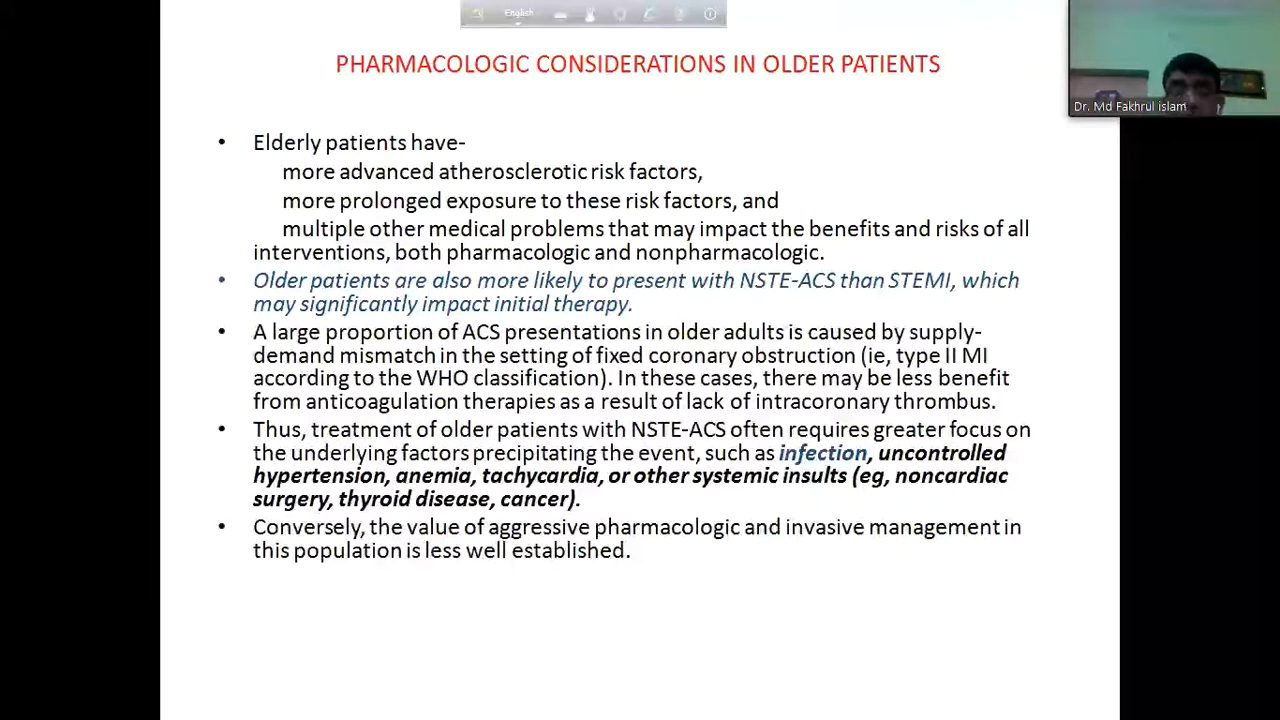 English
PHARMACOLOGIC CONSIDERATIONS IN OLDER PATIENTS
Dr. Md Fakhrul islam
• Elderly patients have-
more advanced atherosclerotic risk factors,
more prolonged exposure to these risk factors, and
multiple other medical problems that may impact the benefits and risks of all
interventions, both pharmacologic and nonpharmacologic.
• Older patients are also more likely to present with NSTE-ACS than STEMI, which
may significantly impact initial therapy.
• A large proportion of ACS presentations in older adults is caused by supply-
demand mismatch in the setting of fixed coronary obstruction (ie, type II MI
according to the WHO classification). In these cases, there may be less benefit
from anticoagulation therapies as a result of lack of intracoronary thrombus.
• Thus, treatment of older patients with NSTE-ACS often requires greater focus on
the underlying factors precipitating the event, such as infection, uncontrolled
hypertension, anemia, tachycardia, or other systemic insults (eg, noncardiac
surgery, thyroid disease, cancer).
• Conversely, the value of aggressive pharmacologic and invasive management in
this population is less well established.